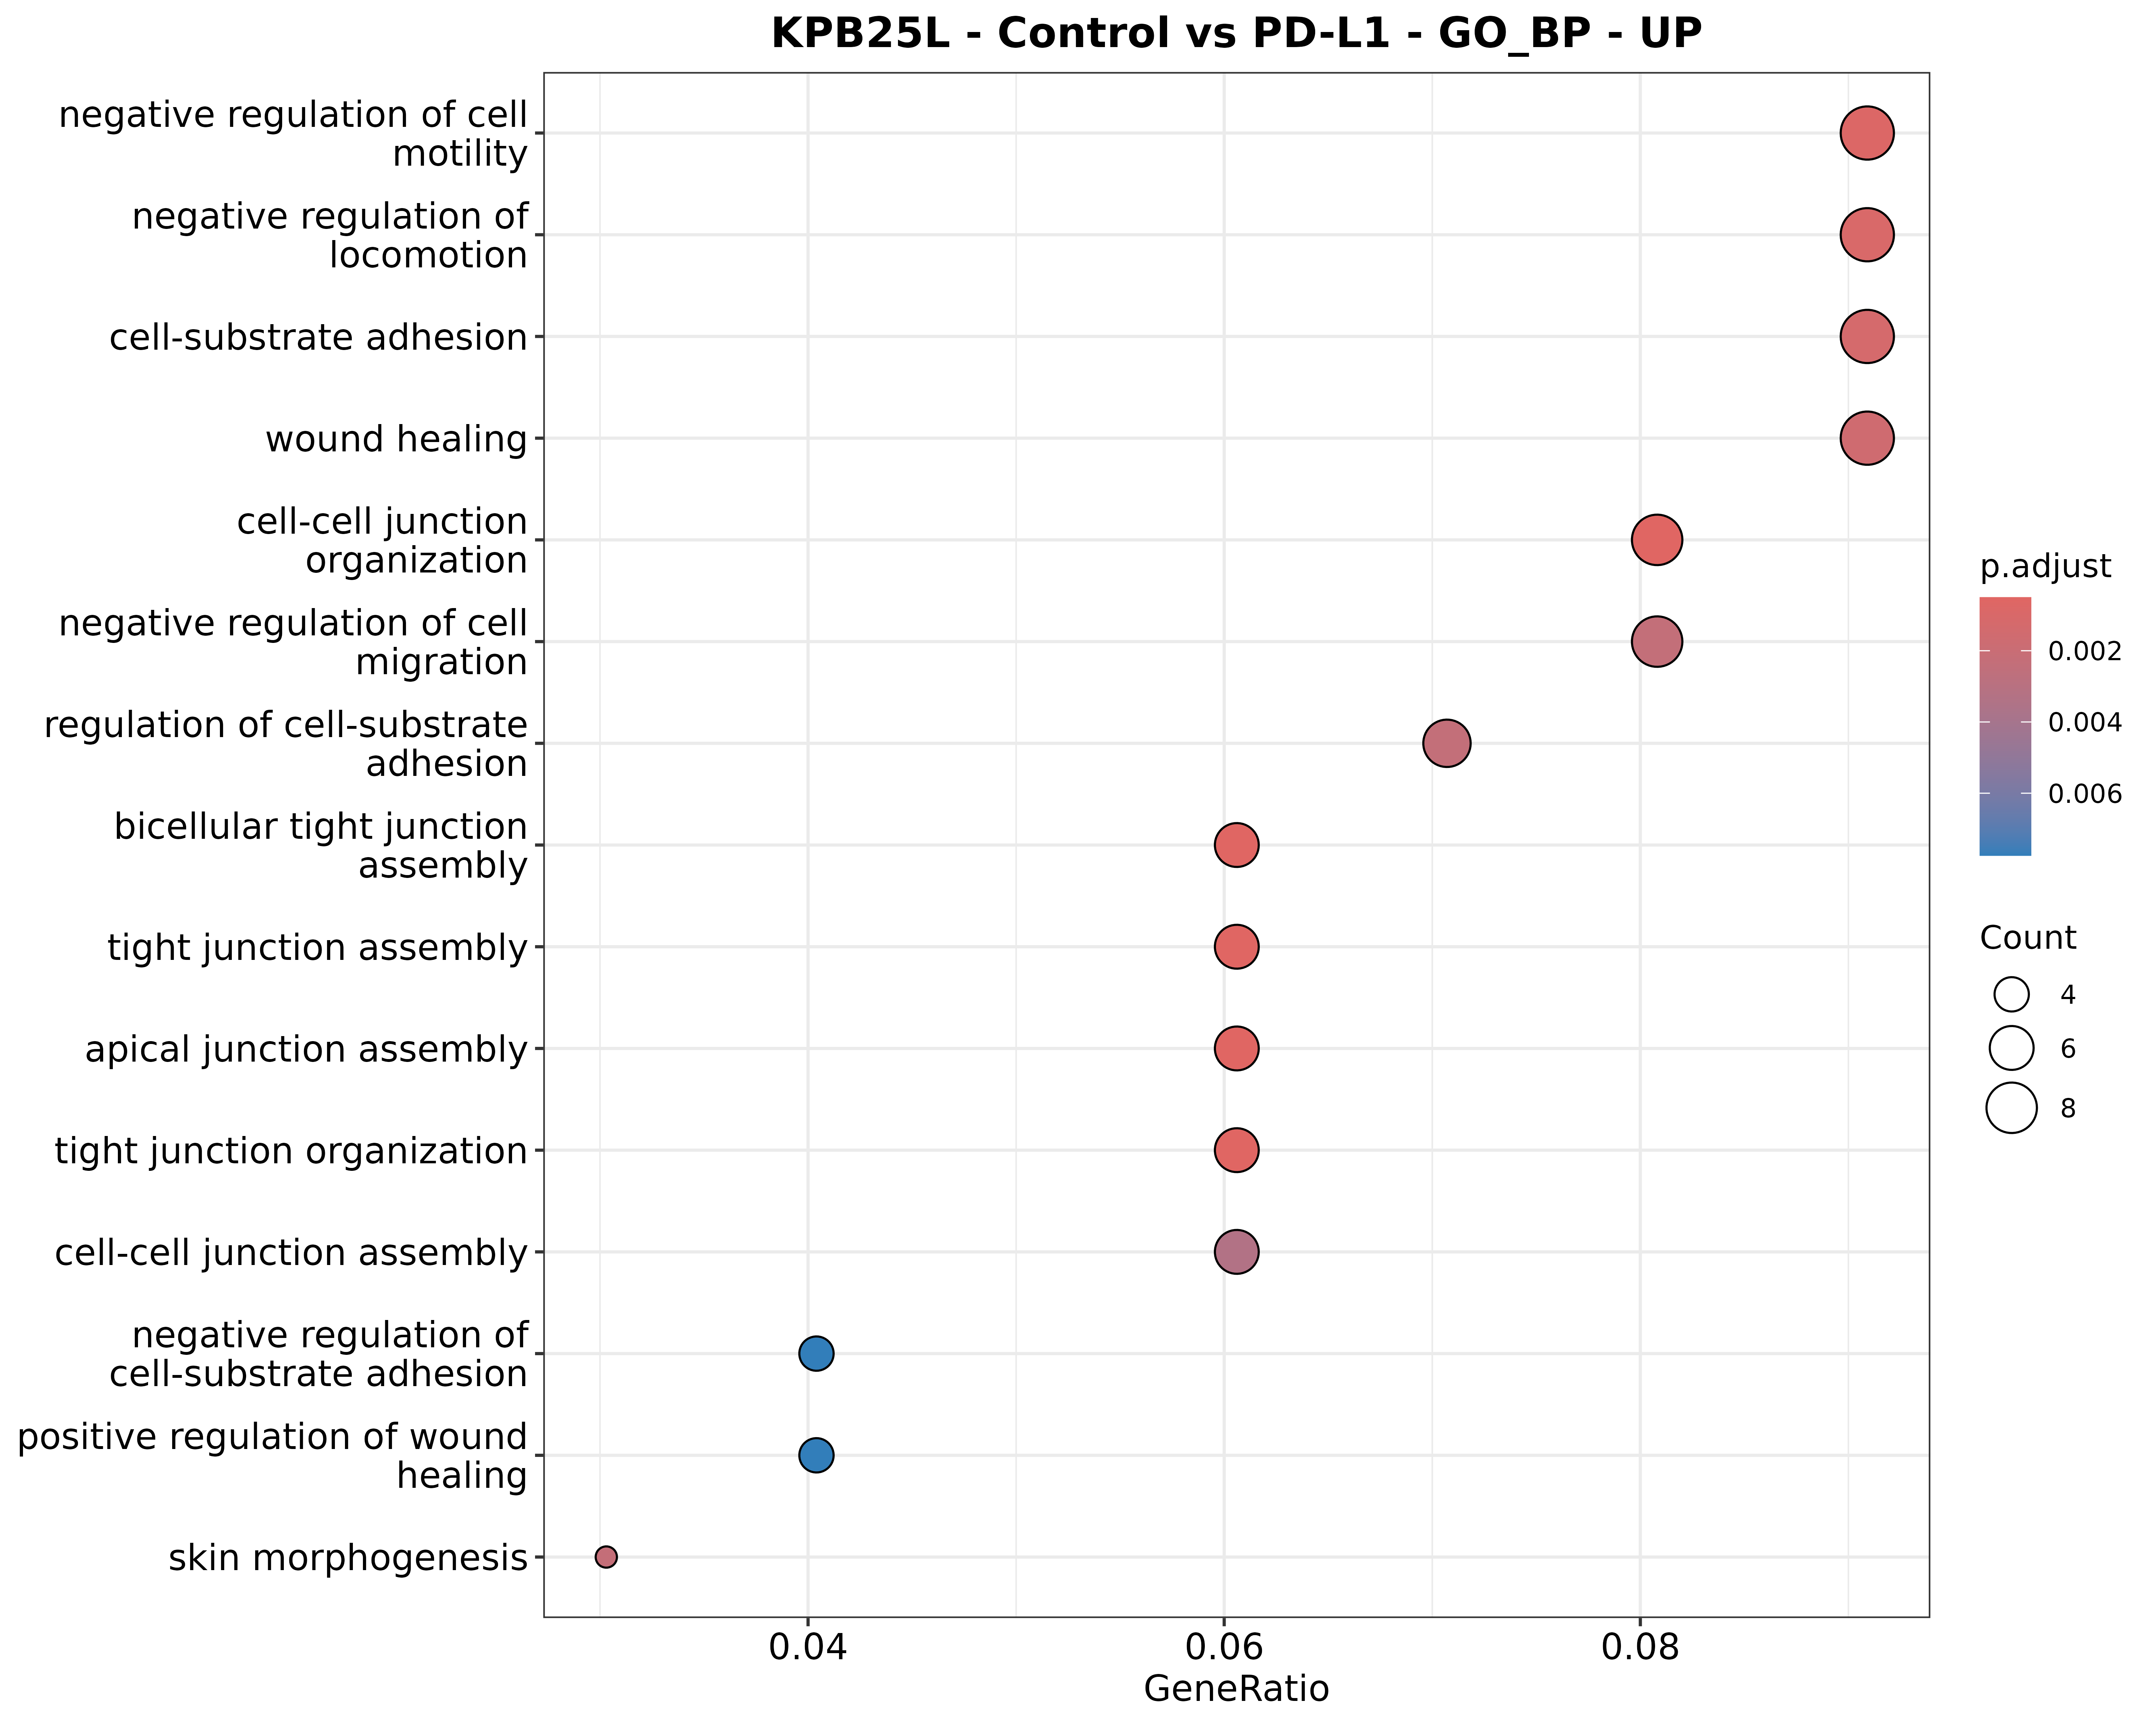 KPB25L - Control vs PD-L1 - GO_BP - UP
negative regulation of cell
motility
negative regulation of
locomotion
cell-substrate adhesion
wound healing
cell-cell junction
organization
negative regulation of cell
migration
regulation of cell-substrate
adhesion
bicellular tight junction
assembly
tight junction assembly
apical junction assembly
tight junction organization
cell-cell junction assembly
negative regulation of
cell-substrate adhesion
positive regulation of wound
healing
skin morphogenesis
0.04
0.06
0.08
GeneRatio
p.adjust
0.002
0.004
0.006
Count
4
6
8